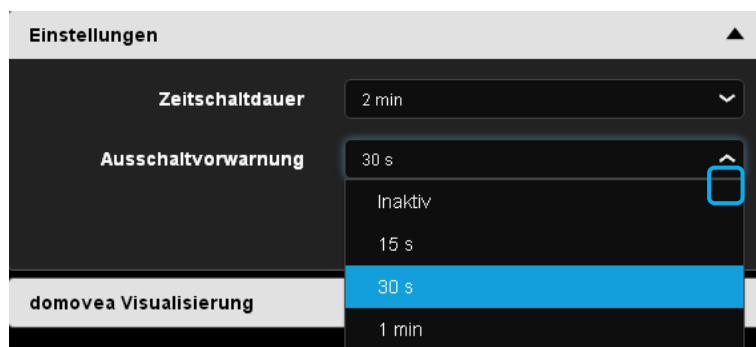 Einstellungen
Zeitschaltdauer 2 min
Ausschaltvorwarnung 30 s
Inaktiv
15 s
30 s
domovea Visualisierung
1 min